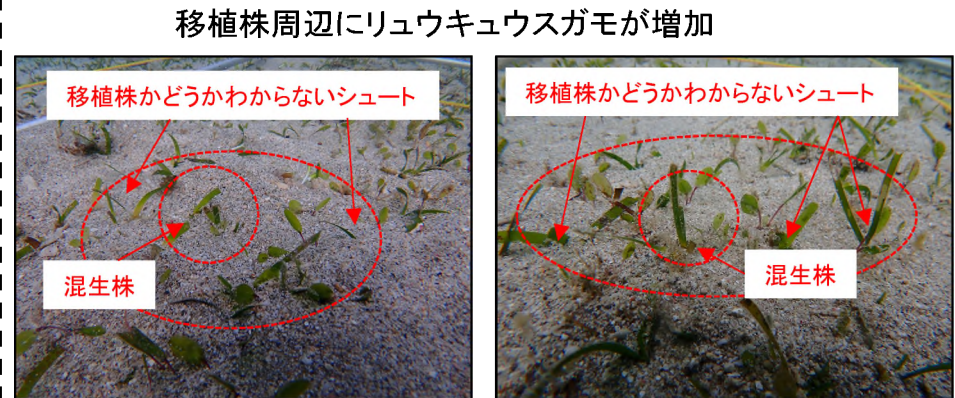 移植株周辺にリュウキュウスガモが増加
移植株かどうかわからないシュート
混生株
移植株かどうかわからないシュート
混生株